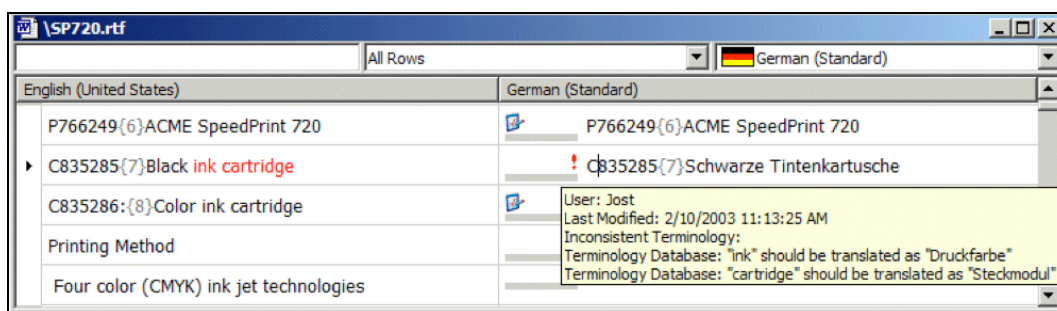 \SP720.rtf
All Rows German (Standard)
English (United States) German (Standard)
P766249{6}ACME SpeedPrint 720 P766249{6}ACME SpeedPrint 720
C835285{7}Black ink cartridge ! C835285{7}Schwarze Tintenkartusche
C835286:{8}Color ink cartridge
User: Jost
Last Modified: 2/10/2003 11:13:25 AM
Inconsistent Terminology:
Terminology Database: "ink" should be translated as "Druckfarbe"
Terminology Database: "cartridge" should be translated as "Steckmodul"
Printing Method
Four color (CMYK) ink jet technologies